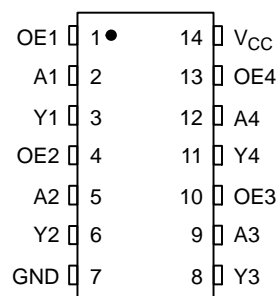 OE1 1 14 VCC
A1 2 13 OE4
Y1 3 12 A4
OE2 4 11 Y4
A2 5 10 OE3
Y2 6 9 A3
GND 7 8 Y3